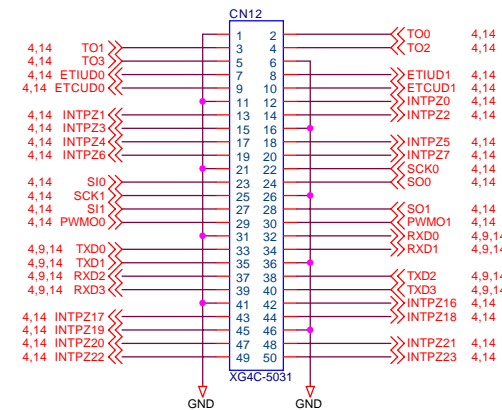 CN12
1 2 TO0 4,14
4,14 TO1 3 4 TO2 4,14
4,14 TO3 5 6
4,14 ETIUD0 7 8 ETIUD1 4,14
4,14 ETCUD0 9 10 ETCUD1 4,14
11 12 INTPZ0 4,14
4,14 INTPZ1 13 14 INTPZ2 4,14
4,14 INTPZ3 15 16
4,14 INTPZ4 17 18 INTPZ5 4,14
4,14 INTPZ6 19 20 INTPZ7 4,14
21 22 SCK0 4,14
4,14 SI0 23 24 SO0 4,14
4,14 SCK1 25 26
4,14 SI1 27 28 SO1 4,14
4,14 PWMO0 29 30 PWMO1 4,14
31 32 RXD0 4,9,14
4,9,14 TXD0 33 34 RXD1 4,9,14
4,9,14 TXD1 35 36
4,9,14 RXD2 37 38 TXD2 4,9,14
4,9,14 RXD3 39 40 TXD3 4,9,14
41 42 INTPZ16 4,14
4,14 INTPZ17 43 44 INTPZ18 4,14
4,14 INTPZ19 45 46
4,14 INTPZ20 47 48 INTPZ21 4,14
4,14 INTPZ22 49 50 INTPZ23 4,14
XG4C-5031
GND GND